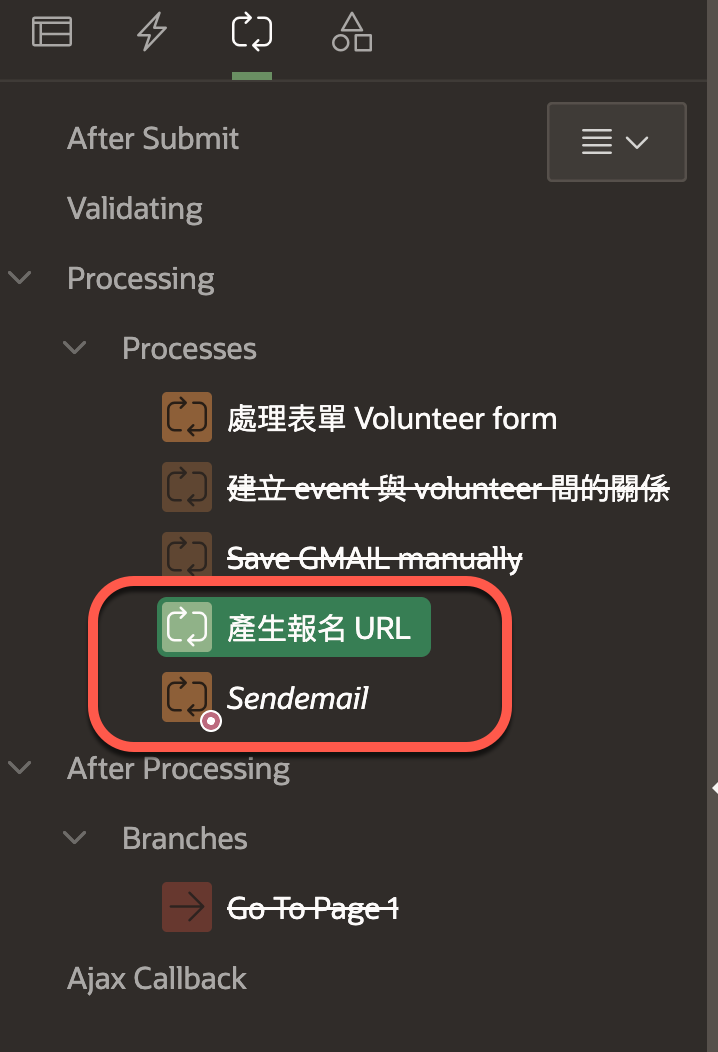 After Submit
Validating
Processing
Processes
處理表單 Volunteer form
建立 event 與 volunteer 間的關係
Save GMAIL manually
產生報名 URL
Sendemail
After Processing
Branches
Go To Page 1
Ajax Callback